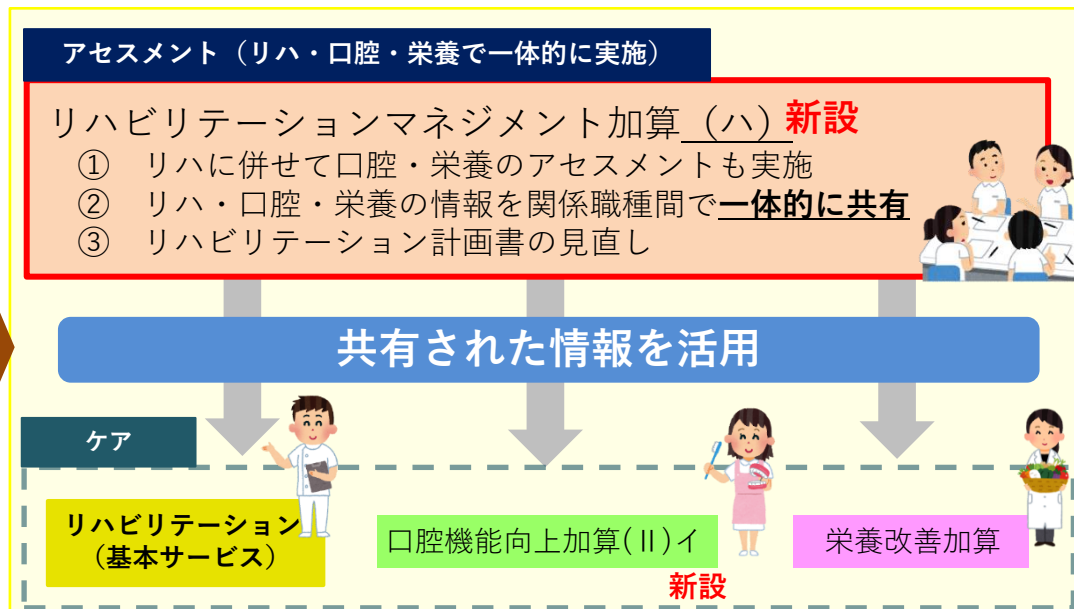 アセスメント（リハ・口腔・栄養で一体的に実施）
リハビリテーションマネジメント加算（ハ）新設
① リハに併せて口腔・栄養のアセスメントも実施
② リハ・口腔・栄養の情報を関係職種間で一体的に共有
③ リハビリテーション計画書の見直し
共有された情報を活用
ケア
リハビリテーション
（基本サービス）
口腔機能向上加算(Ⅱ)イ
新設
栄養改善加算